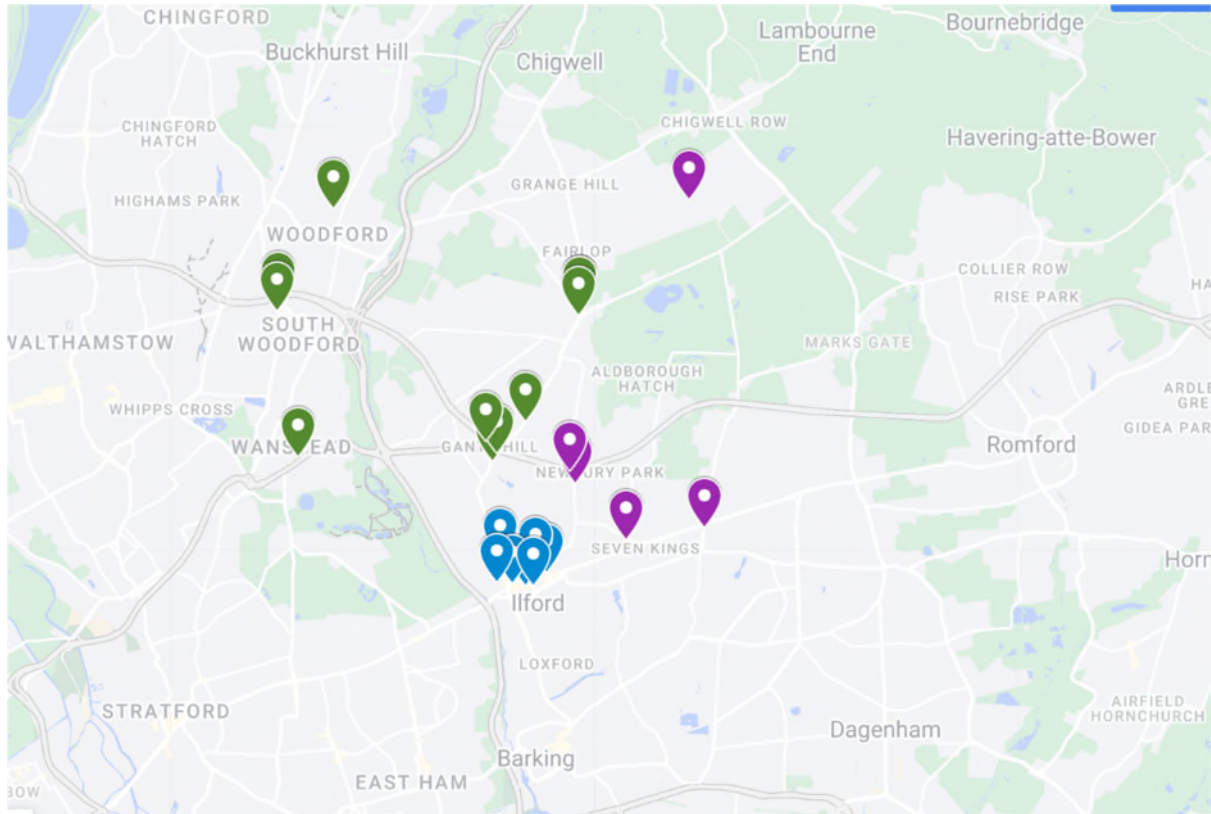 CHINGFORD
Buckhurst Hill
Chigwell
Lambourne
End
Bournebridge
CHINGFORD
HATCH
CHIGWELL ROW
Havering-atte-Bower
HIGHAMS PARK
GRANGE HILL
WOODFORD
FAIRLOP
COLLIER ROW
RISE PARK
HA
SOUTH
WOODFORD
WALTHAMSTOW
MARKS GATE
ALDBOROUGH
HATCH
ARDLE
GRE
WHIPPS CROSS
GIDEA PAR
WANSTEAD
GANTS HILL
Romford
NEWBURY PARK
SEVEN KINGS
Horn
Ilford
LOXFORD
STRATFORD
AIRFIELD
HORNCHURCH
Dagenham
Barking
EAST HAM
BOW